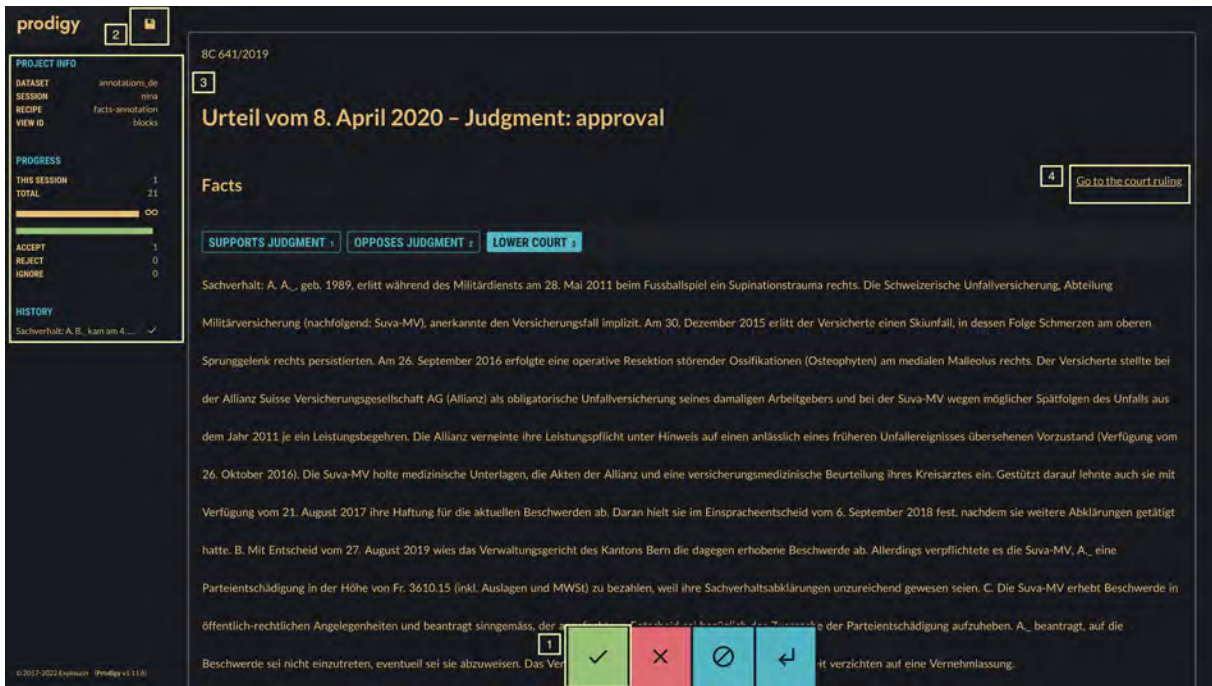 prodigy
2
PROJECT INFO
DATASET annotations_de
SESSION nina
RECIPE facts-annotation
VIEW ID blocks
PROGRESS
THIS SESSION 1
TOTAL 21
∞
ACCEPT 1
REJECT 0
IGNORE 0
HISTORY
Sachverhalt: A. B._ kam am 4. ...
© 2017-2022 Explosion (Prodigy v1.11.8)
8C 641/2019
3
Urteil vom 8. April 2020 – Judgment: approval
Facts
4
Go to the court ruling
SUPPORTS JUDGMENT 1 OPPOSES JUDGMENT 2 LOWER COURT 3
Sachverhalt: A. A._, geb. 1989, erlitt während des Militärdiensts am 28. Mai 2011 beim Fussballspiel ein Supinationstrauma rechts. Die Schweizerische Unfallversicherung, Abteilung
Militärversicherung (nachfolgend: Suva-MV), anerkannte den Versicherungsfall implizit. Am 30. Dezember 2015 erlitt der Versicherte einen Skiunfall, in dessen Folge Schmerzen am oberen
Sprunggelenk rechts persistierten. Am 26. September 2016 erfolgte eine operative Resektion störender Ossifikationen (Osteophyten) am medialen Malleolus rechts. Der Versicherte stellte bei
der Allianz Suisse Versicherungsgesellschaft AG (Allianz) als obligatorische Unfallversicherung seines damaligen Arbeitgebers und bei der Suva-MV wegen möglicher Spätfolgen des Unfalls aus
dem Jahr 2011 je ein Leistungsbegehren. Die Allianz verneinte ihre Leistungspflicht unter Hinweis auf einen anlässlich eines früheren Unfallereignisses übersehenen Vorzustand (Verfügung vom
26. Oktober 2016). Die Suva-MV holte medizinische Unterlagen, die Akten der Allianz und eine versicherungsmedizinische Beurteilung ihres Kreisarztes ein. Gestützt darauf lehnte auch sie mit
Verfügung vom 21. August 2017 ihre Haftung für die aktuellen Beschwerden ab. Daran hielt sie im Einspracheentscheid vom 6. September 2018 fest, nachdem sie weitere Abklärungen getätigt
hatte. B. Mit Entscheid vom 27. August 2019 wies das Verwaltungsgericht des Kantons Bern die dagegen erhobene Beschwerde ab. Allerdings verpflichtete es die Suva-MV, A._ eine
Parteientschädigung in der Höhe von Fr. 3610.15 (inkl. Auslagen und MWSt) zu bezahlen, weil ihre Sachverhaltsabklärungen unzureichend gewesen seien. C. Die Suva-MV erhebt Beschwerde in
öffentlich-rechtlichen Angelegenheiten und beantragt sinngemäss, der der Parteientschädigung aufzuheben. A._ beantragt, auf die
1
Beschwerde sei nicht einzutreten, eventuell sei sie abzuweisen. Das verzichten auf eine Vernehmlassung.